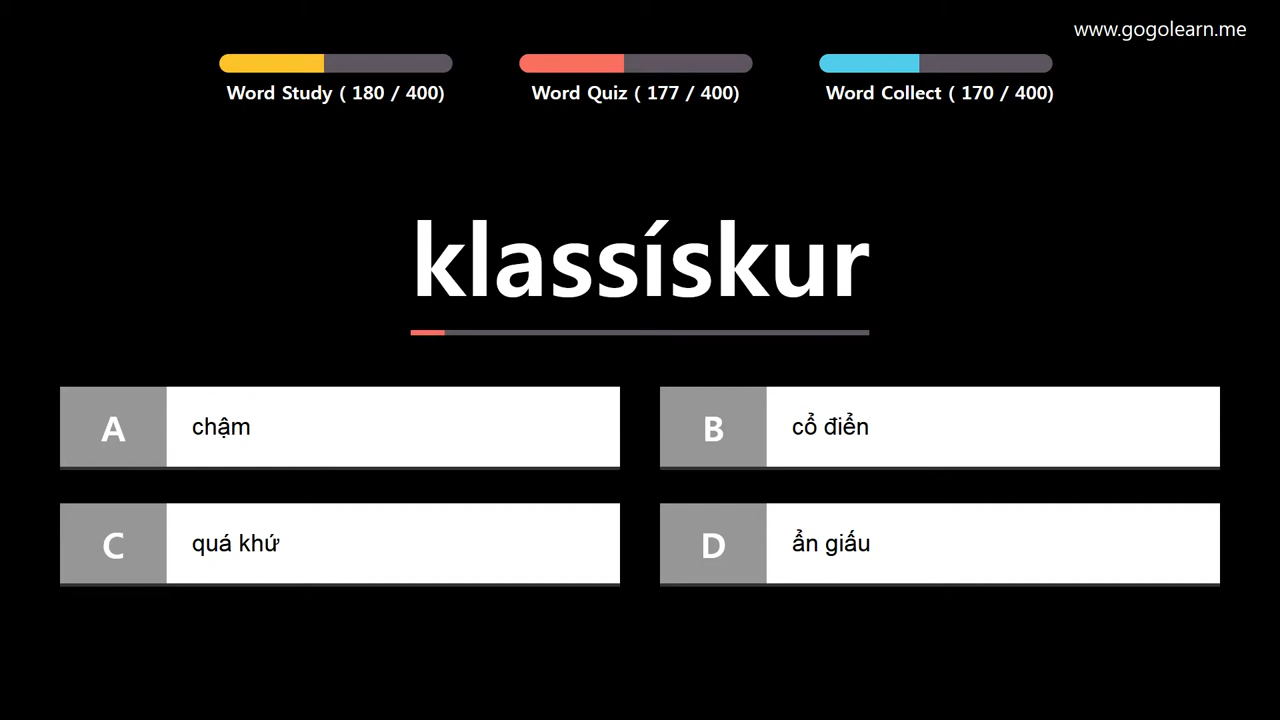 www.gogolearn.me
Word Study ( 180 / 400)
Word Quiz ( 177 / 400)
Word Collect ( 170 / 400)
klassískur
A
chậm
B
cổ điển
C
quá khứ
D
ẩn giấu